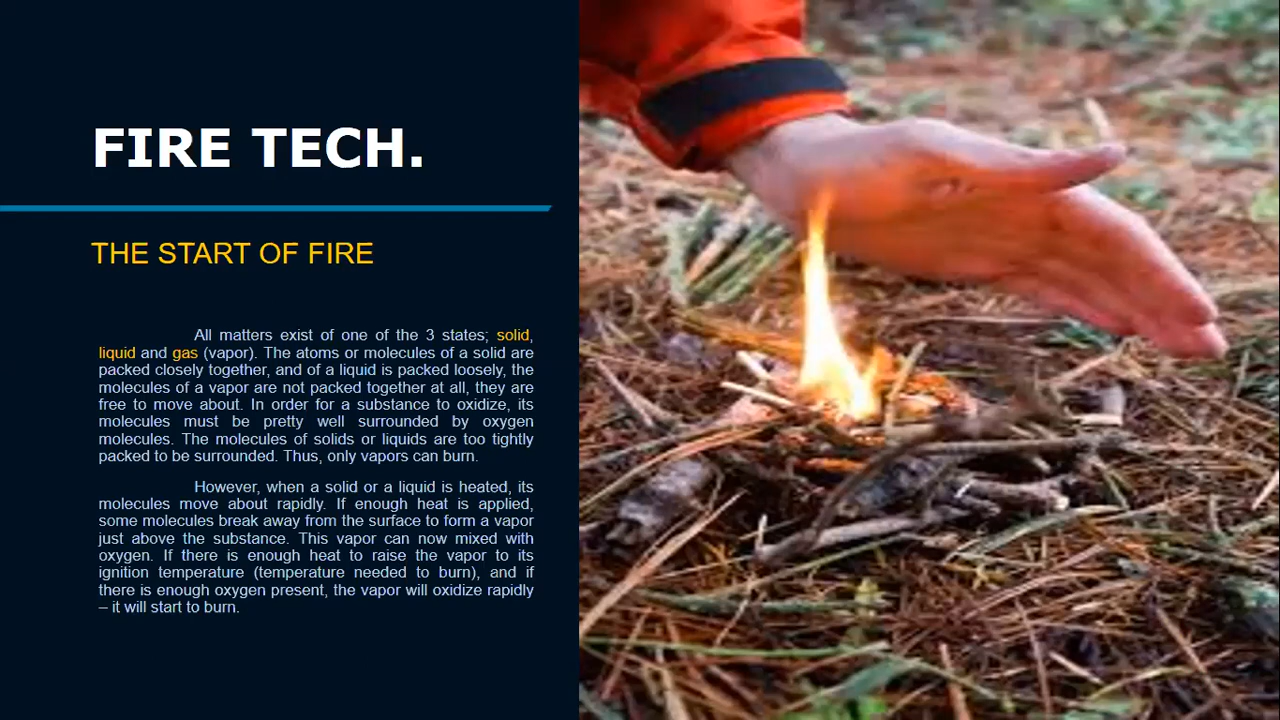 FIRE TECH.
THE START OF FIRE
All matters exist of one of the 3 states; solid,
liquid and gas (vapor). The atoms or molecules of a solid are
packed closely together, and of a liquid is packed loosely, the
molecules of a vapor are not packed together at all, they are
free to move about. In order for a substance to oxidize, its
molecules must be pretty well surrounded by oxygen
molecules. The molecules of solids or liquids are too tightly
packed to be surrounded. Thus, only vapors can burn.
However, when a solid or a liquid is heated, its
molecules move about rapidly. If enough heat is applied,
some molecules break away from the surface to form a vapor
just above the substance. This vapor can now mixed with
oxygen. If there is enough heat to raise the vapor to its
ignition temperature (temperature needed to burn), and if
there is enough oxygen present, the vapor will oxidize rapidly
– it will start to burn.